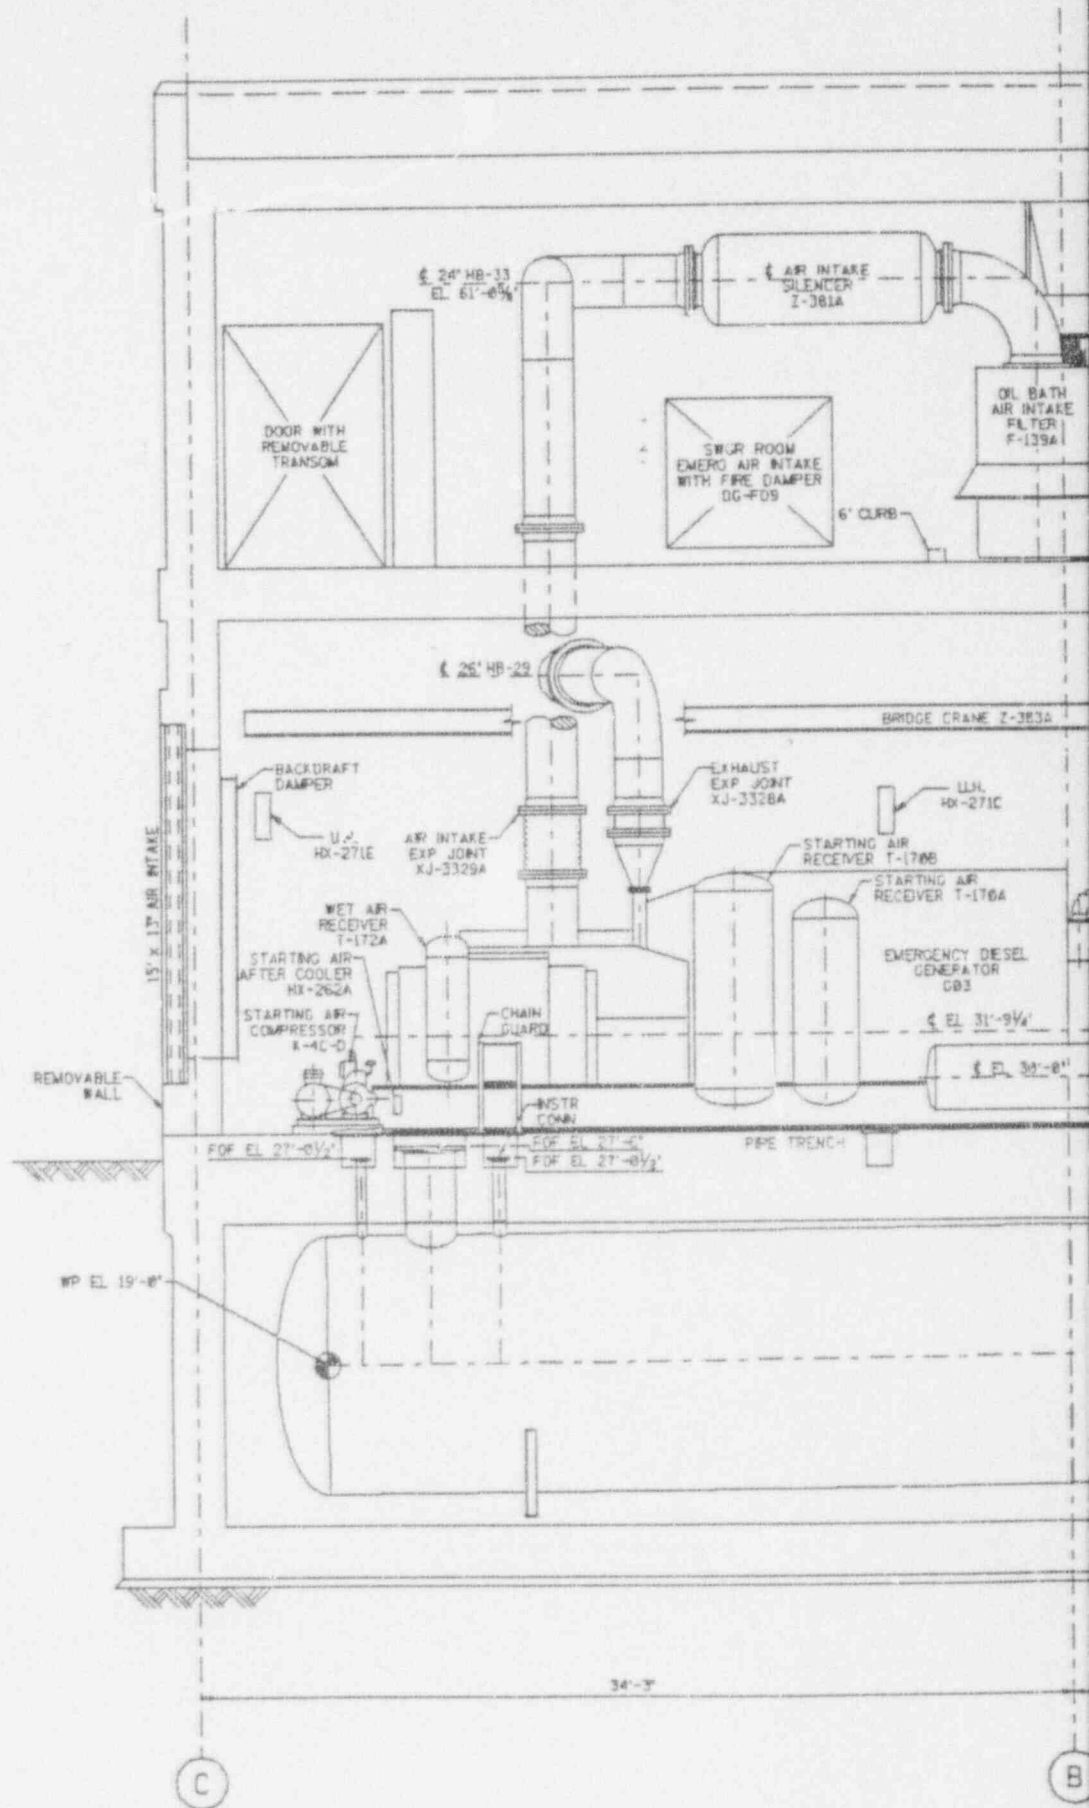 ℄ 24" HB-33
EL. 61'-0⅝"
℄ AIR INTAKE
SILENCER
Z-381A
DOOR WITH
REMOVABLE
TRANSOM
SWGR ROOM
EMERG AIR INTAKE
WITH FIRE DAMPER
DG-FD9
OIL BATH
AIR INTAKE
FILTER
F-139A
6" CURB
℄ 26" HB-29
BRIDGE CRANE Z-383A
BACKDRAFT
DAMPER
EXHAUST
EXP JOINT
XJ-3328A
HX-271C
15' x 13' AIR INTAKE
HX-271E
AIR INTAKE
EXP JOINT
XJ-3329A
STARTING AIR
RECEIVER T-170B
STARTING AIR
RECEIVER T-170A
WET AIR
RECEIVER
T-172A
STARTING AIR
AFTER COOLER
HX-262A
EMERGENCY DIESEL
GENERATOR
G03
STARTING AIR
COMPRESSOR
K-4C-D
CHAIN
GUARD
℄ EL 31'-9¼"
REMOVABLE
WALL
℄ EL 30'-0"
INSTR
CONN
FOF EL 27'-0½"
FOF EL 27'-6"
FOF EL 27'-0½"
PIPE TRENCH
WP EL 19'-0"
34'-3"
C
B